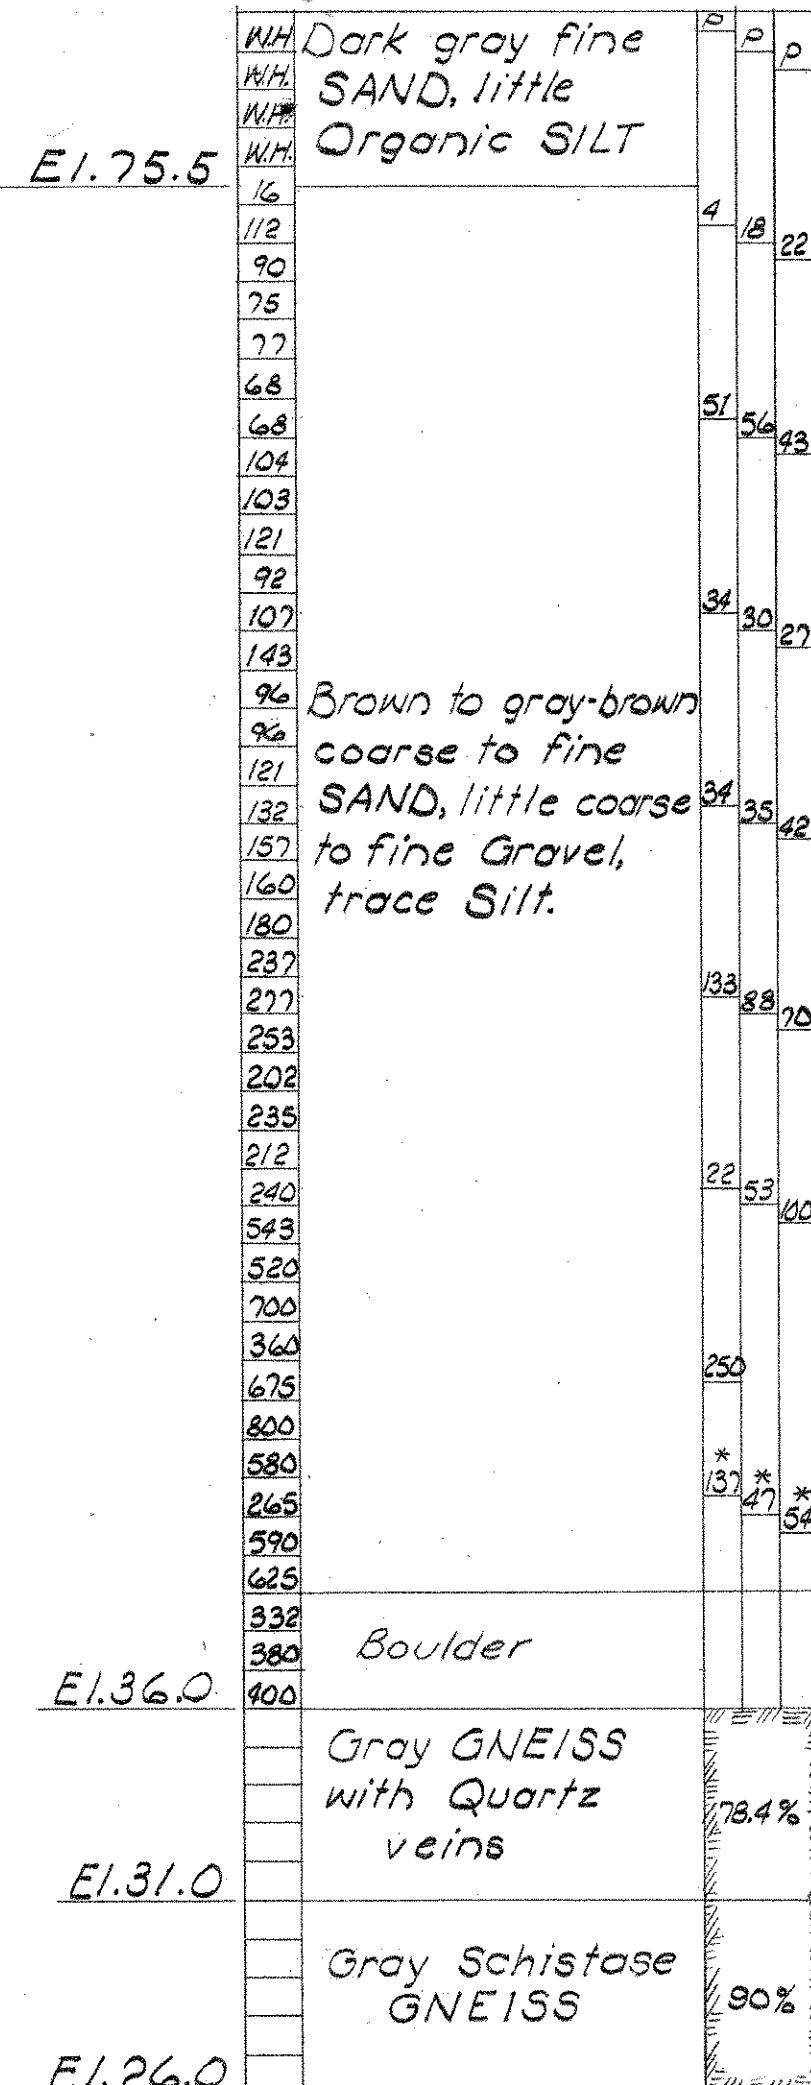 W.H. Dark gray fine P P P
W.H. SAND, little
W.H.
W.H. Organic SILT
El. 75.5
16
112 4 18 22
90
75
77
68
68 51 56 43
104
103
121
92
107 34 30 27
143
96 Brown to gray-brown
96 coarse to fine
121
132 SAND, little coarse 34 35 42
157 to fine Gravel,
160 trace Silt.
180
237
277 133 88 70
253
202
235
212
240 22 53 100
543
520
700
360 250
675
800
580 * * *
265 137 47 54
590
625
332
380 Boulder
El. 36.0 400
Gray GNEISS
with Quartz 78.4%
veins
El. 31.0
Gray Schistase
GNEISS 90%
El. 26.0